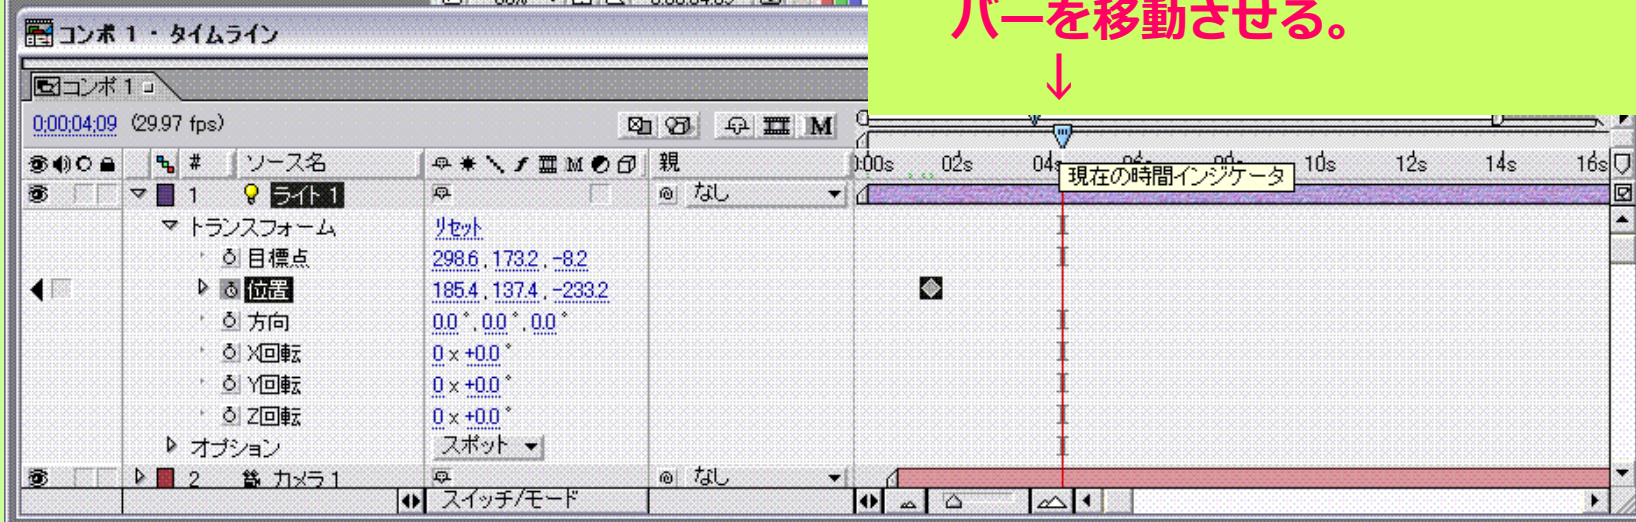 バーを移動させる。
↓
コンポ 1 ・ タイムライン
コンポ 1
0;00;04;09 (29.97 fps)
# ソース名 親
:00s 02s 04s 10s 12s 14s 16s
現在の時間インジケータ
1 ライト 1 なし
トランスフォーム リセット
目標点 298.6 , 173.2 , -8.2
位置 185.4 , 137.4 , -233.2
方向 0.0 ° , 0.0 ° , 0.0 °
X回転 0 x +0.0 °
Y回転 0 x +0.0 °
Z回転 0 x +0.0 °
オプション スポット
2 カメラ 1 なし
スイッチ/モード